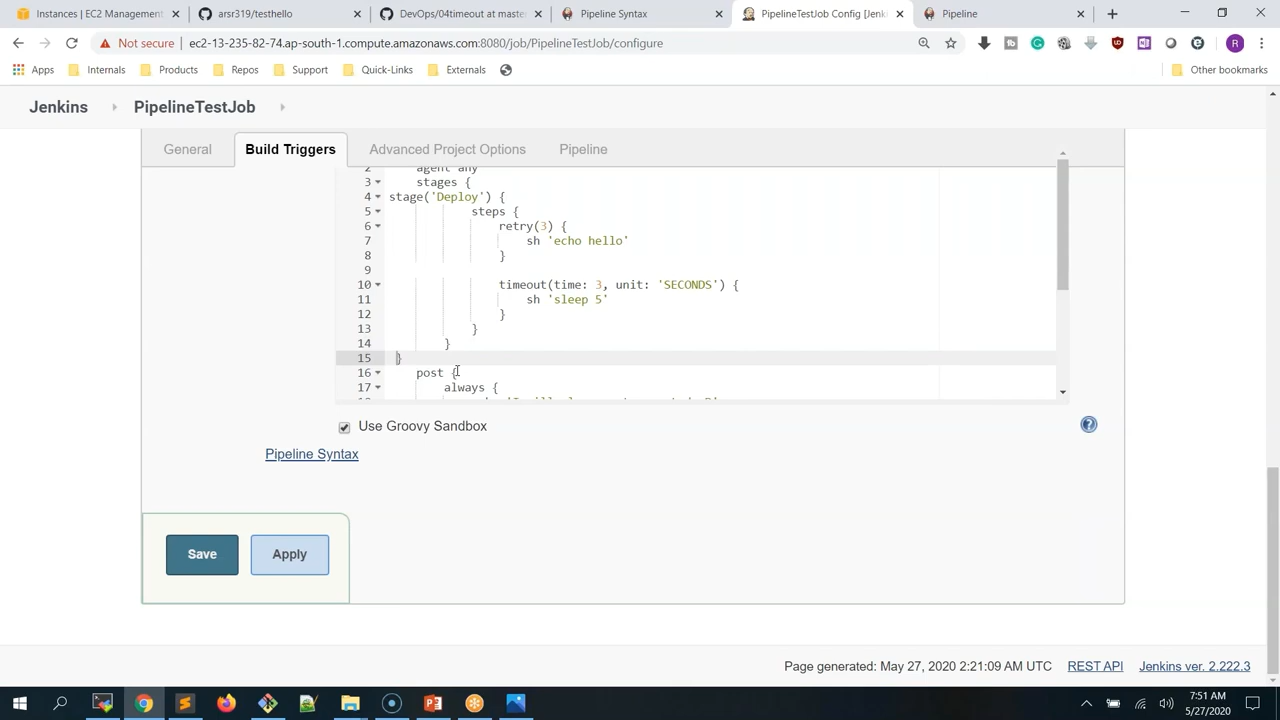 Instances | EC2 Management
arsr319/testhello
DevOps/04timeout at master
Pipeline Syntax
PipelineTestJob Config [Jenk
Pipeline
Not secure
ec2-13-235-82-74.ap-south-1.compute.amazonaws.com:8080/job/PipelineTestJob/configure
R
Apps
Internals
Products
Repos
Support
Quick-Links
Externals
Other bookmarks
Jenkins
PipelineTestJob
General
Build Triggers
Advanced Project Options
Pipeline
2 agent any
3 stages {
4 stage('Deploy') {
5 steps {
6 retry(3) {
7 sh 'echo hello'
8 }
9
10 timeout(time: 3, unit: 'SECONDS') {
11 sh 'sleep 5'
12 }
13 }
14 }
15 }
16 post {
17 always {
Use Groovy Sandbox
Pipeline Syntax
Save
Apply
Page generated: May 27, 2020 2:21:09 AM UTC
REST API
Jenkins ver. 2.222.3
7:51 AM
5/27/2020